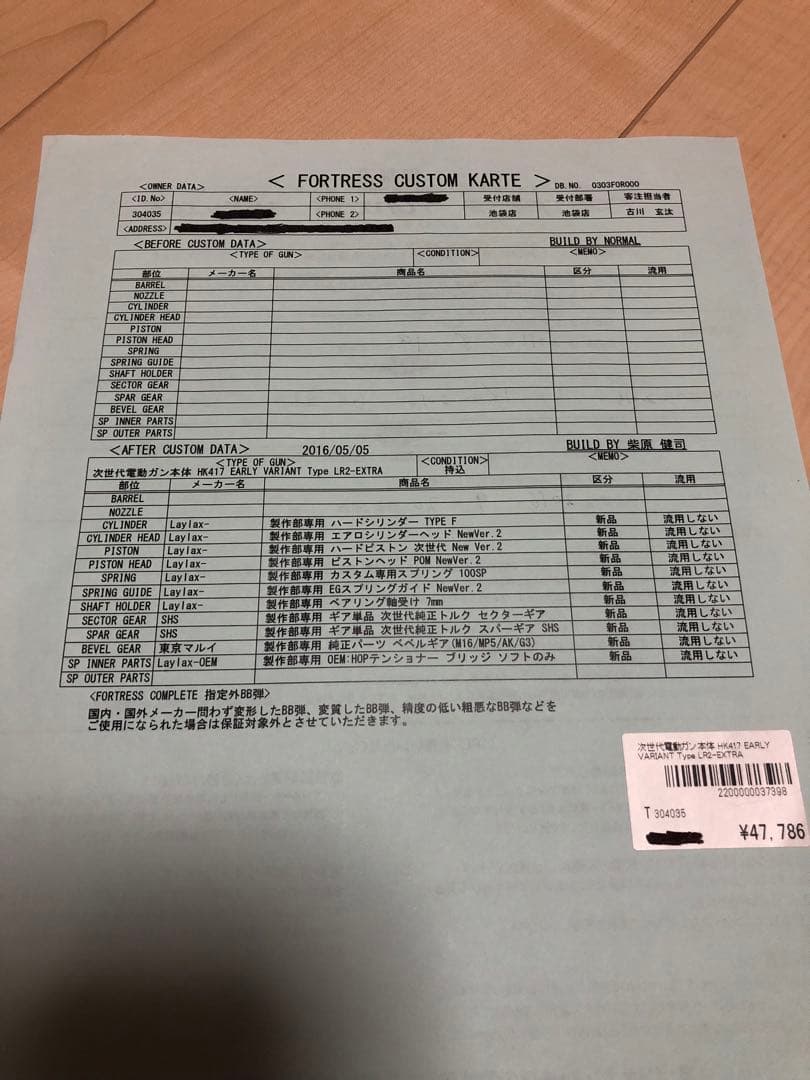 < FORTRESS CUSTOM KARTE >
<OWNER DATA>
DB.NO. 0303FOR000
<ID.No> <NAME> <PHONE 1> 受付店舗 受付部署 客注担当者
304035 <PHONE 2> 池袋店 池袋店 古川 玄汰
<ADDRESS>
<BEFORE CUSTOM DATA> BUILD BY NORMAL
<TYPE OF GUN> <CONDITION> <MEMO>
部位 メーカー名 商品名 区分 流用
BARREL
NOZZLE
CYLINDER
CYLINDER HEAD
PISTON
PISTON HEAD
SPRING
SPRING GUIDE
SHAFT HOLDER
SECTOR GEAR
SPAR GEAR
BEVEL GEAR
SP INNER PARTS
SP OUTER PARTS
<AFTER CUSTOM DATA> 2016/05/05 BUILD BY 柴原 健司
<TYPE OF GUN> <CONDITION> <MEMO>
次世代電動ガン本体 HK417 EARLY VARIANT Type LR2-EXTRA 持込
部位 メーカー名 商品名 区分 流用
BARREL
NOZZLE
CYLINDER Laylax- 製作部専用 ハードシリンダー TYPE F 新品 流用しない
CYLINDER HEAD Laylax- 製作部専用 エアロシリンダーヘッド NewVer.2 新品 流用しない
PISTON Laylax- 製作部専用 ハードピストン 次世代 New Ver.2 新品 流用しない
PISTON HEAD Laylax- 製作部専用 ピストンヘッド POM NewVer.2 新品 流用しない
SPRING Laylax- 製作部専用 カスタム専用スプリング 100SP 新品 流用しない
SPRING GUIDE Laylax- 製作部専用 EGスプリングガイド NewVer.2 新品 流用しない
SHAFT HOLDER Laylax- 製作部専用 ベアリング軸受け 7mm 新品 流用しない
SECTOR GEAR SHS 製作部専用 ギア単品 次世代純正トルク セクターギア 新品 流用しない
SPAR GEAR SHS 製作部専用 ギア単品 次世代純正トルク スパーギア SHS 新品 流用しない
BEVEL GEAR 東京マルイ 製作部専用 純正パーツ ベベルギア(M16/MP5/AK/G3) 新品 流用しない
SP INNER PARTS Laylax-OEM 製作部専用 OEM:HOPテンショナー ブリッジ ソフトのみ 新品 流用しない
SP OUTER PARTS
<FORTRESS COMPLETE 指定外BB弾>
国内・国外メーカー問わず変形したBB弾、変質したBB弾、精度の低い粗悪なBB弾などを
ご使用になられた場合は保証対象外とさせていただきます。
次世代電動ガン本体 HK417 EARLY
VARIANT Type LR2-EXTRA
2200000037398
T 304035
¥47,786